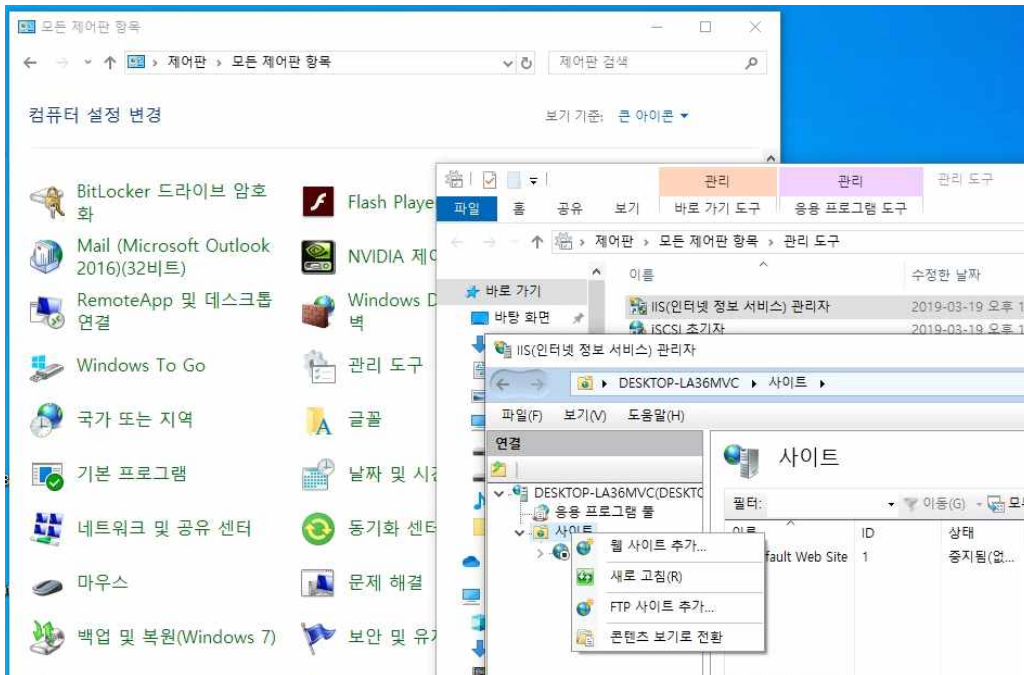 모든 제어판 항목
제어판 › 모든 제어판 항목
제어판 검색
컴퓨터 설정 변경
보기 기준: 큰 아이콘
BitLocker 드라이브 암호
화
Flash Playe
Mail (Microsoft Outlook
2016)(32비트)
NVIDIA 제어
RemoteApp 및 데스크톱
연결
Windows D
벽
Windows To Go
관리 도구
국가 또는 지역
글꼴
기본 프로그램
날짜 및 시간
네트워크 및 공유 센터
동기화 센터
마우스
문제 해결
백업 및 복원(Windows 7)
보안 및 유지
관리
관리
관리 도구
파일 홈 공유 보기 바로 가기 도구 응용 프로그램 도구
제어판 › 모든 제어판 항목 › 관리 도구
이름 수정한 날짜
바로 가기
바탕 화면
IIS(인터넷 정보 서비스) 관리자 2019-03-19 오후 1
iSCSI 초기자 2019-03-19 오후 1
IIS(인터넷 정보 서비스) 관리자
DESKTOP-LA36MVC 사이트
파일(F) 보기(V) 도움말(H)
연결
DESKTOP-LA36MVC(DESKTO
응용 프로그램 풀
사이트
웹 사이트 추가...
새로 고침(R)
FTP 사이트 추가...
콘텐츠 보기로 전환
사이트
필터: 이동(G) 모두
이름 ID 상태
fault Web Site 1 중지됨(없...